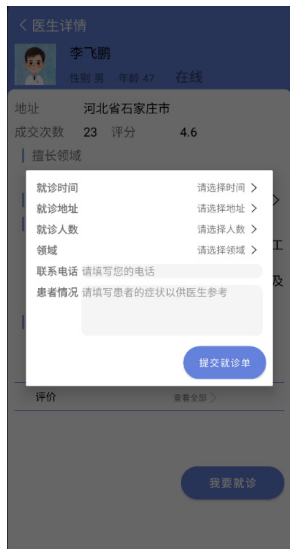 < 医生详情
李飞鹏
性别 男 年龄 47 在线
地址 河北省石家庄市
成交次数 23 评分 4.6
擅长领域
就诊时间 请选择时间 >
就诊地址 请选择地址 >
就诊人数 请选择人数 >
领域 请选择领域 >
工
联系电话 请填写您的电话
及
患者情况 请填写患者的症状以供医生参考
提交就诊单
评价 查看全部 >
我要就诊